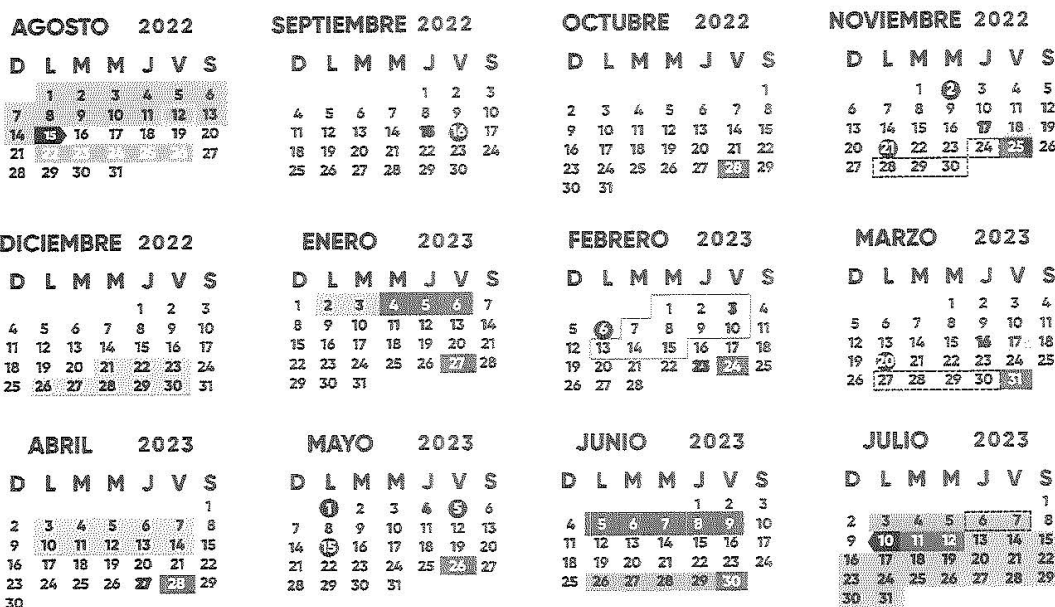 AGOSTO 2022
D L M M J V S
1 2 3 4 5 6
7 8 9 10 11 12 13
14 15 16 17 18 19 20
21 22 23 24 25 26 27
28 29 30 31
SEPTIEMBRE 2022
D L M M J V S
1 2 3
4 5 6 7 8 9 10
11 12 13 14 15 16 17
18 19 20 21 22 23 24
25 26 27 28 29 30
OCTUBRE 2022
D L M M J V S
1
2 3 4 5 6 7 8
9 10 11 12 13 14 15
16 17 18 19 20 21 22
23 24 25 26 27 28 29
30 31
NOVIEMBRE 2022
D L M M J V S
1 2 3 4 5
6 7 8 9 10 11 12
13 14 15 16 17 18 19
20 21 22 23 24 25 26
27 28 29 30
DICIEMBRE 2022
D L M M J V S
1 2 3
4 5 6 7 8 9 10
11 12 13 14 15 16 17
18 19 20 21 22 23 24
25 26 27 28 29 30 31
ENERO 2023
D L M M J V S
1 2 3 4 5 6 7
8 9 10 11 12 13 14
15 16 17 18 19 20 21
22 23 24 25 26 27 28
29 30 31
FEBRERO 2023
D L M M J V S
1 2 3 4
5 6 7 8 9 10 11
12 13 14 15 16 17 18
19 20 21 22 23 24 25
26 27 28
MARZO 2023
D L M M J V S
1 2 3 4
5 6 7 8 9 10 11
12 13 14 15 16 17 18
19 20 21 22 23 24 25
26 27 28 29 30 31
ABRIL 2023
D L M M J V S
1
2 3 4 5 6 7 8
9 10 11 12 13 14 15
16 17 18 19 20 21 22
23 24 25 26 27 28 29
30
MAYO 2023
D L M M J V S
1 2 3 4 5 6
7 8 9 10 11 12 13
14 15 16 17 18 19 20
21 22 23 24 25 26 27
28 29 30 31
JUNIO 2023
D L M M J V S
1 2 3
4 5 6 7 8 9 10
11 12 13 14 15 16 17
18 19 20 21 22 23 24
25 26 27 28 29 30
JULIO 2023
D L M M J V S
1
2 3 4 5 6 7 8
9 10 11 12 13 14 15
16 17 18 19 20 21 22
23 24 25 26 27 28 29
30 31